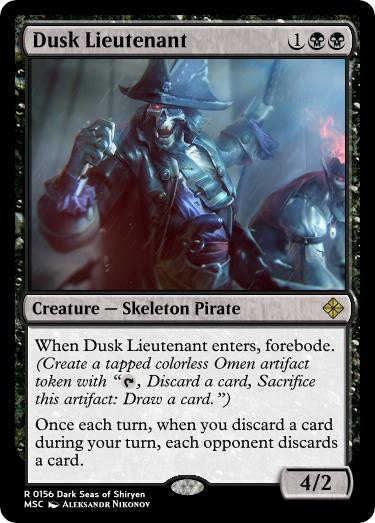 Dusk Lieutenant 1
Creature — Skeleton Pirate
When Dusk Lieutenant enters, forebode.
(Create a tapped colorless Omen artifact
token with “, Discard a card, Sacrifice
this artifact: Draw a card.”)
Once each turn, when you discard a card
during your turn, each opponent discards
a card.
4/2
R 0156 Dark Seas of Shiryen
MSC Aleksandr Nikonov